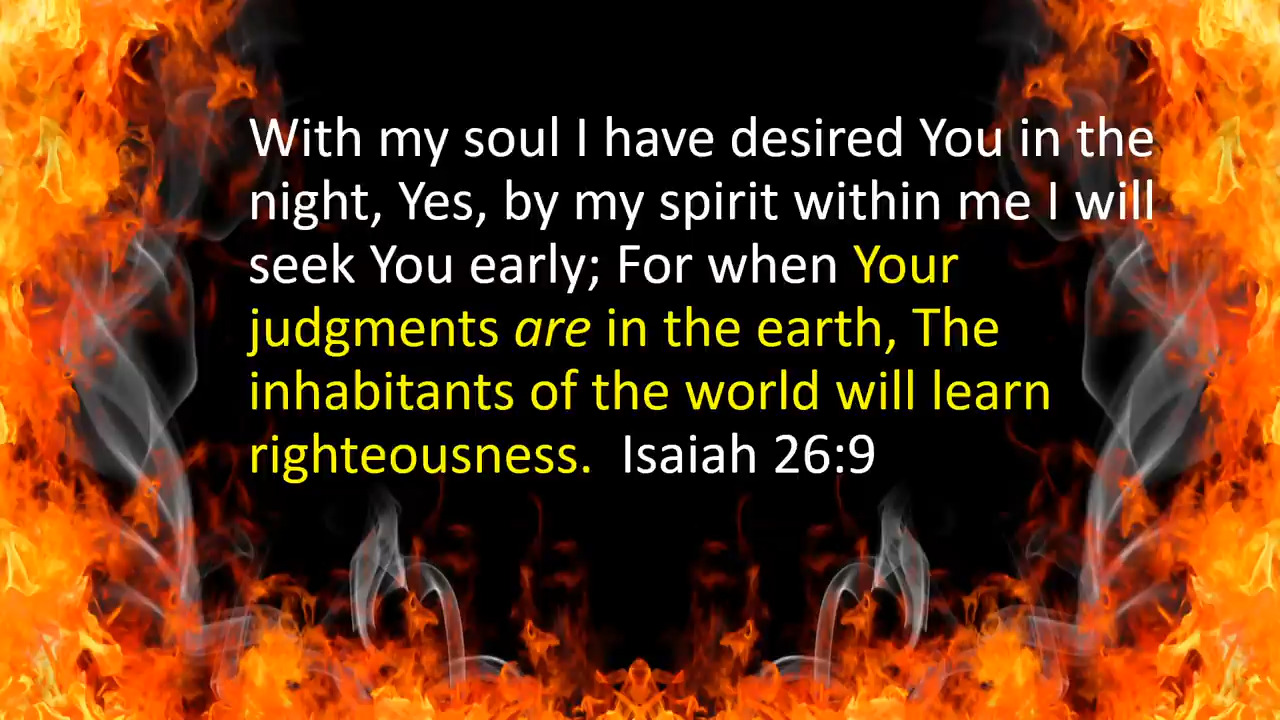 With my soul I have desired You in the
night, Yes, by my spirit within me I will
seek You early; For when Your
judgments are in the earth, The
inhabitants of the world will learn
righteousness. Isaiah 26:9